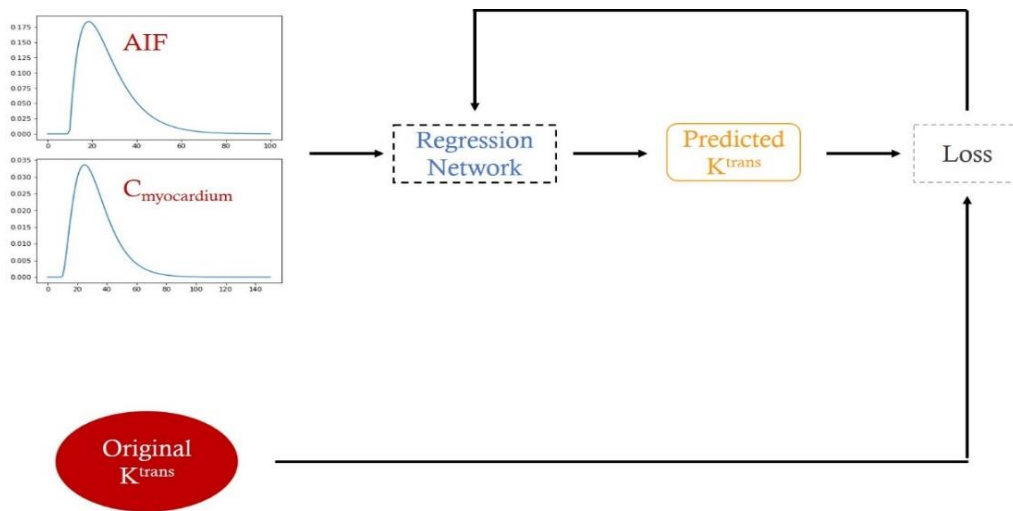 AIF
0.175
0.150
0.125
0.100
0.075
0.050
0.025
0.000
0 20 40 60 80 100
C_myocardium
0.035
0.030
0.025
0.020
0.015
0.010
0.005
0.000
0 20 40 60 80 100 120 140
Regression
Network
Predicted
K^trans
Loss
Original
K^trans